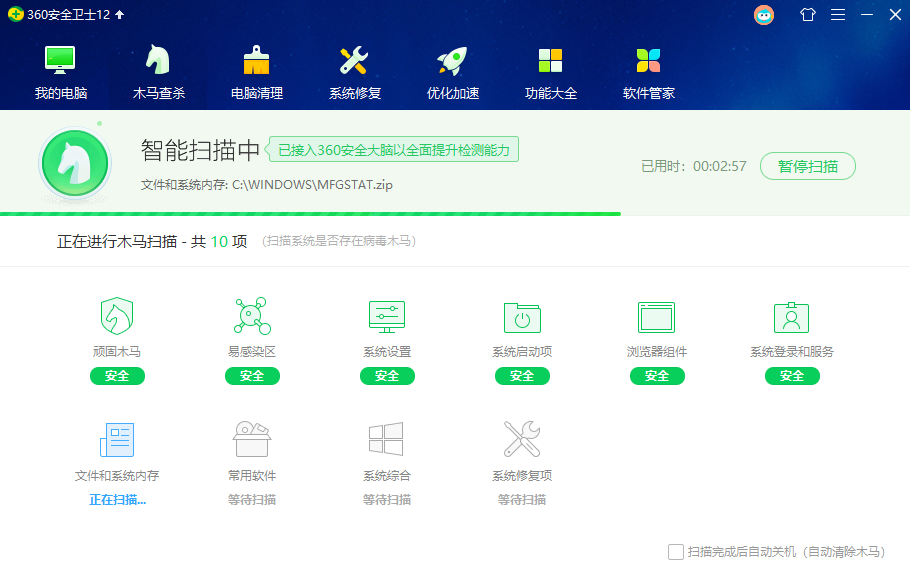 360安全卫士12
我的电脑 木马查杀 电脑清理 系统修复 优化加速 功能大全 软件管家
智能扫描中 已接入360安全大脑以全面提升检测能力
已用时: 00:02:57 暂停扫描
文件和系统内存: C:\WINDOWS\MFGSTAT.zip
正在进行木马扫描 - 共 10 项 (扫描系统是否存在病毒木马)
顽固木马 易感染区 系统设置 系统启动项 浏览器组件 系统登录和服务
安全 安全 安全 安全 安全 安全
文件和系统内存 常用软件 系统综合 系统修复项
正在扫描... 等待扫描 等待扫描 等待扫描
扫描完成后自动关机（自动清除木马）